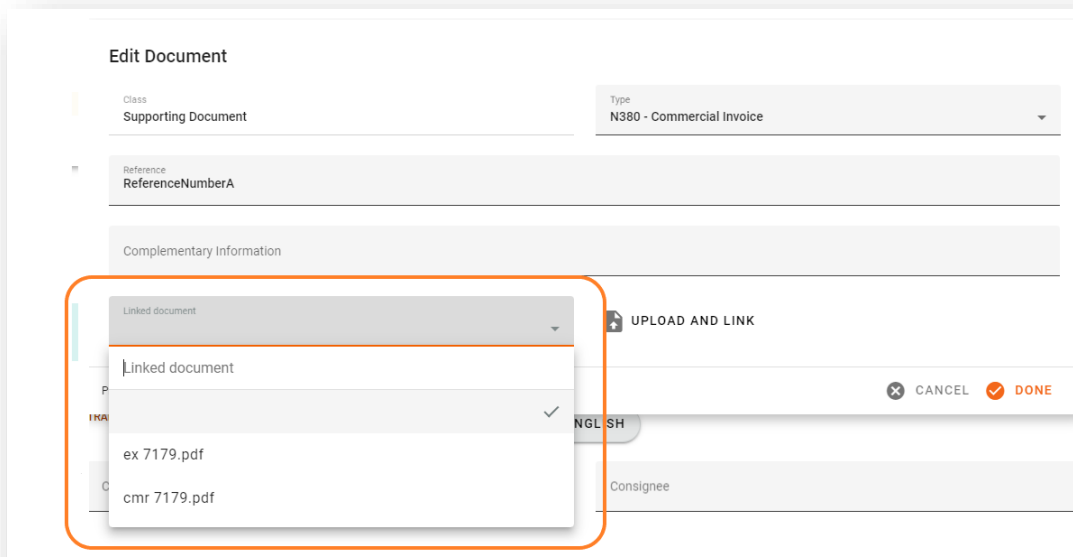 Edit Document
Class
Supporting Document
Type
N380 - Commercial Invoice
Reference
ReferenceNumberA
Complementary Information
Linked document
UPLOAD AND LINK
Linked document
CANCEL
DONE
ex 7179.pdf
cmr 7179.pdf
Consignee